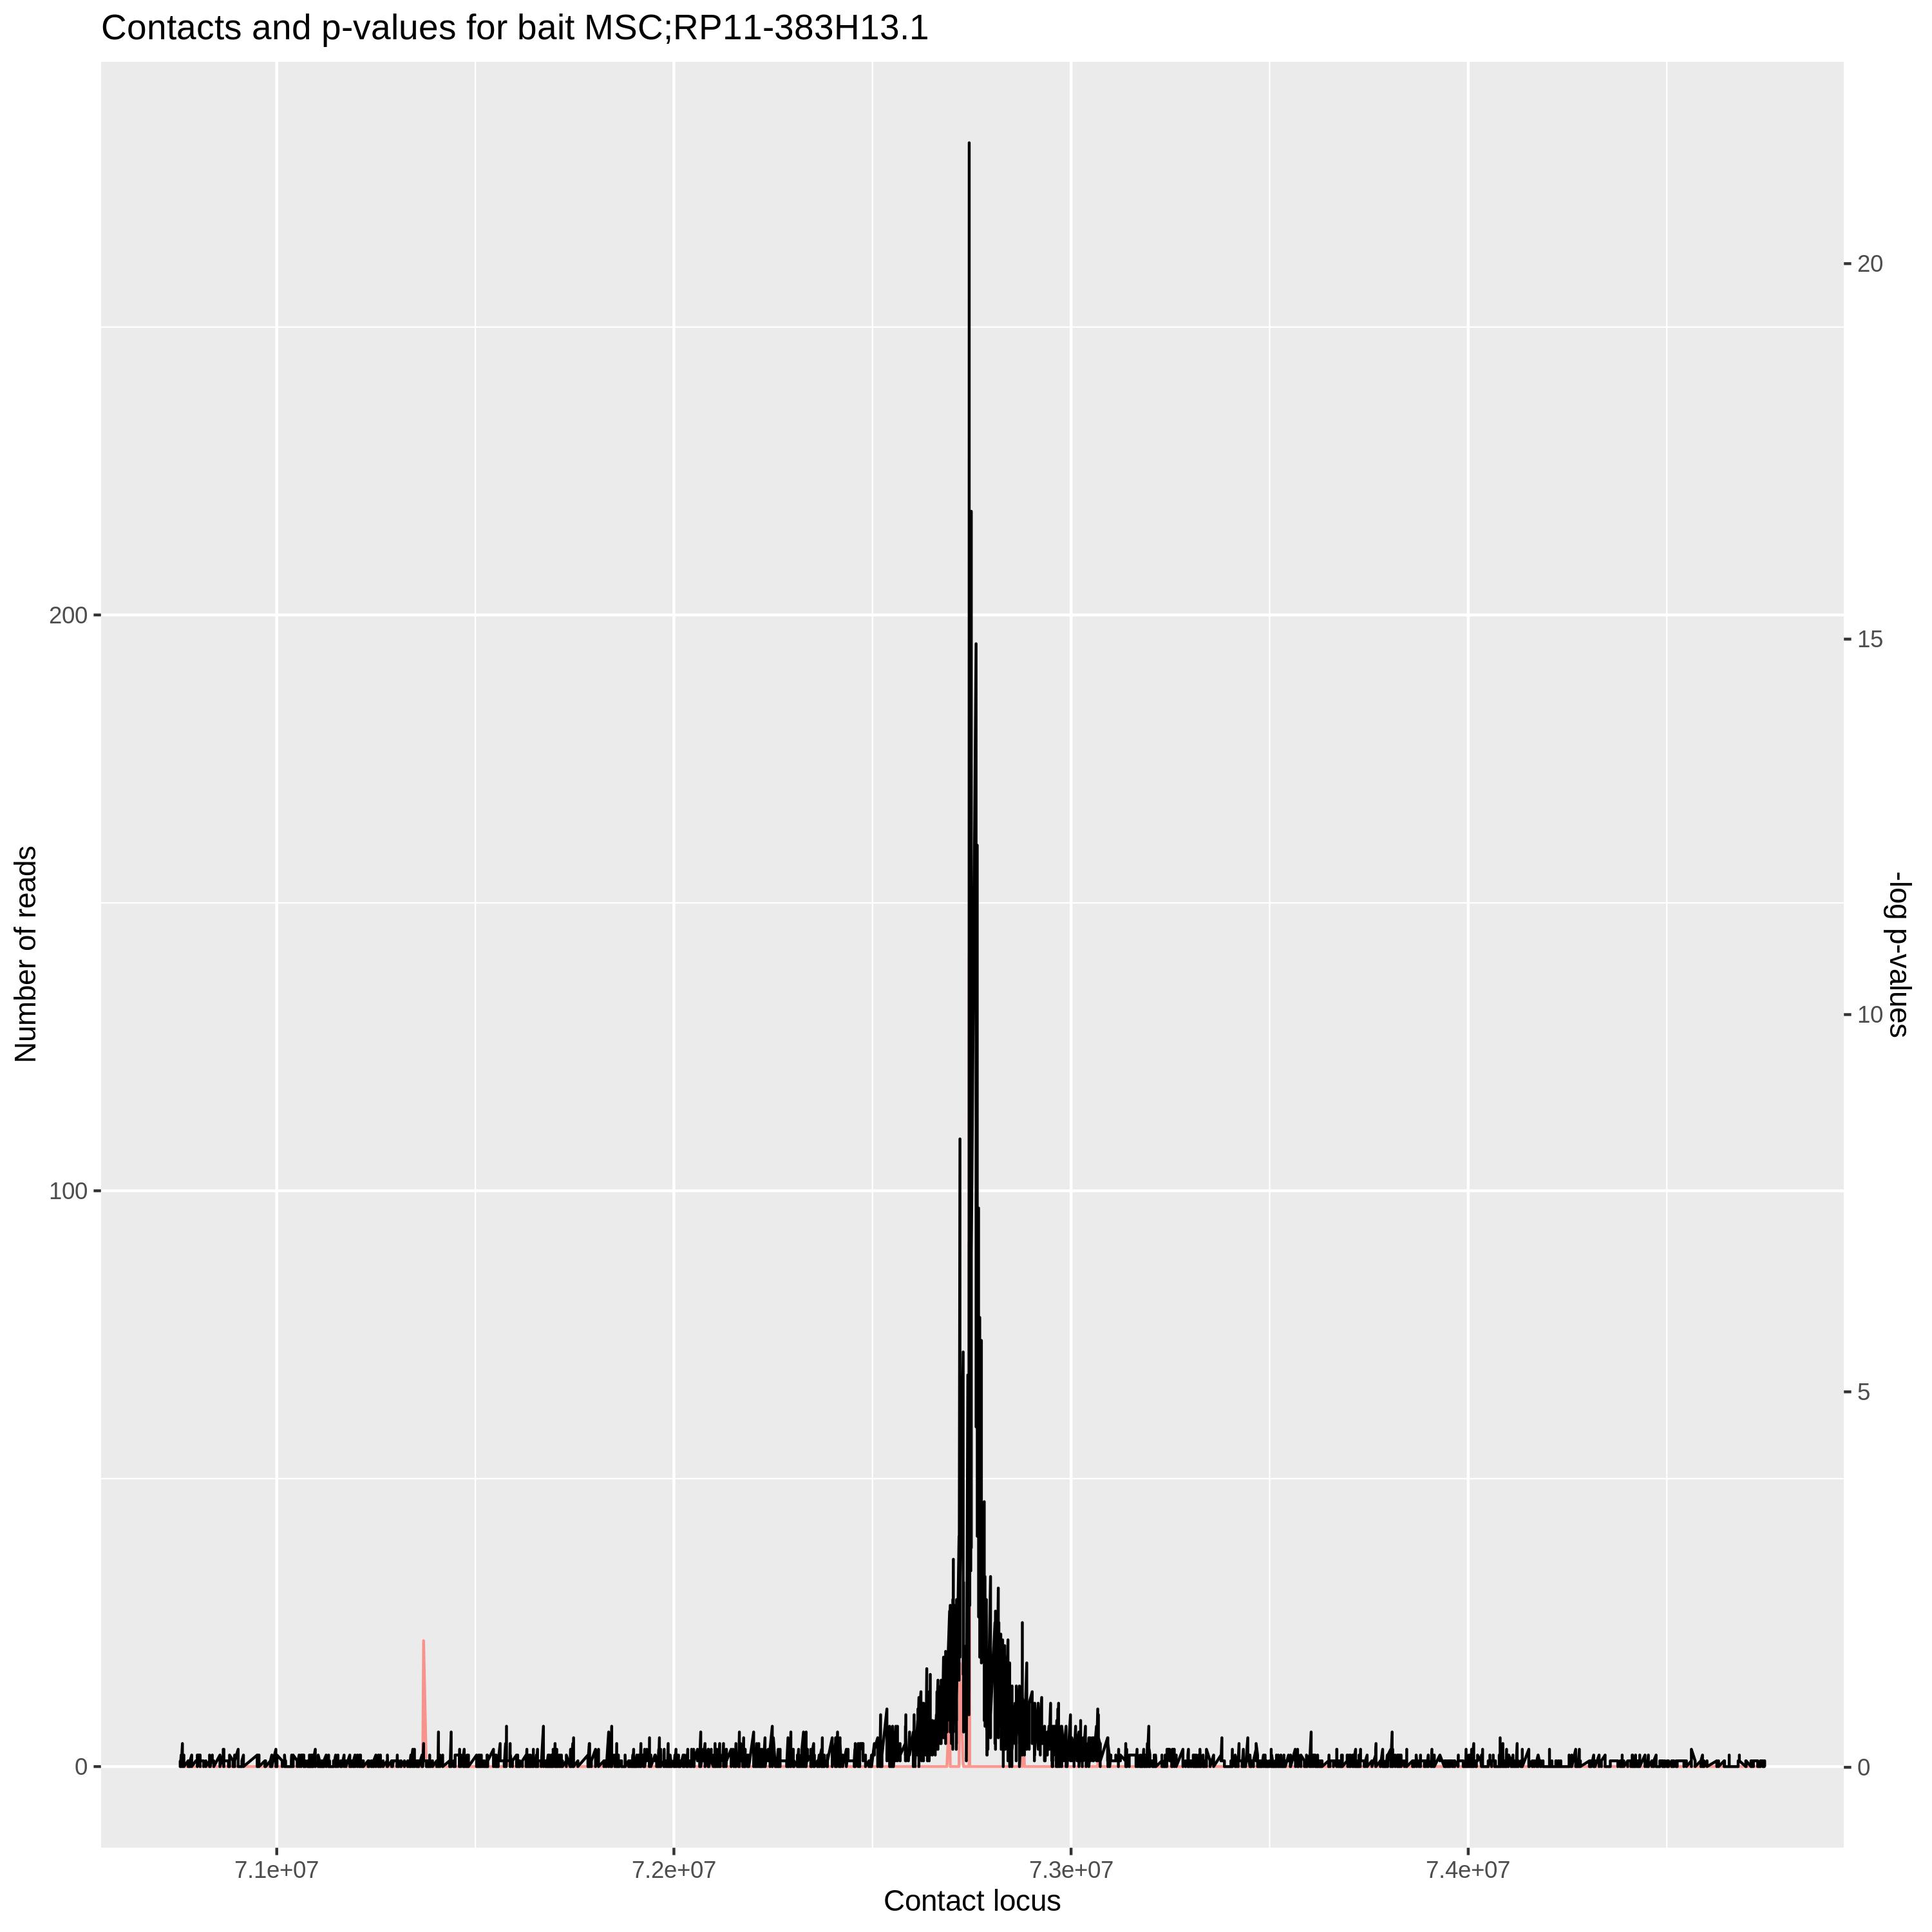 Contacts and p-values for bait MSC;RP11-383H13.1
Number of reads
200
100
0
20
15
10
5
0
-log p-values
7.1e+07
7.2e+07
7.3e+07
7.4e+07
Contact locus